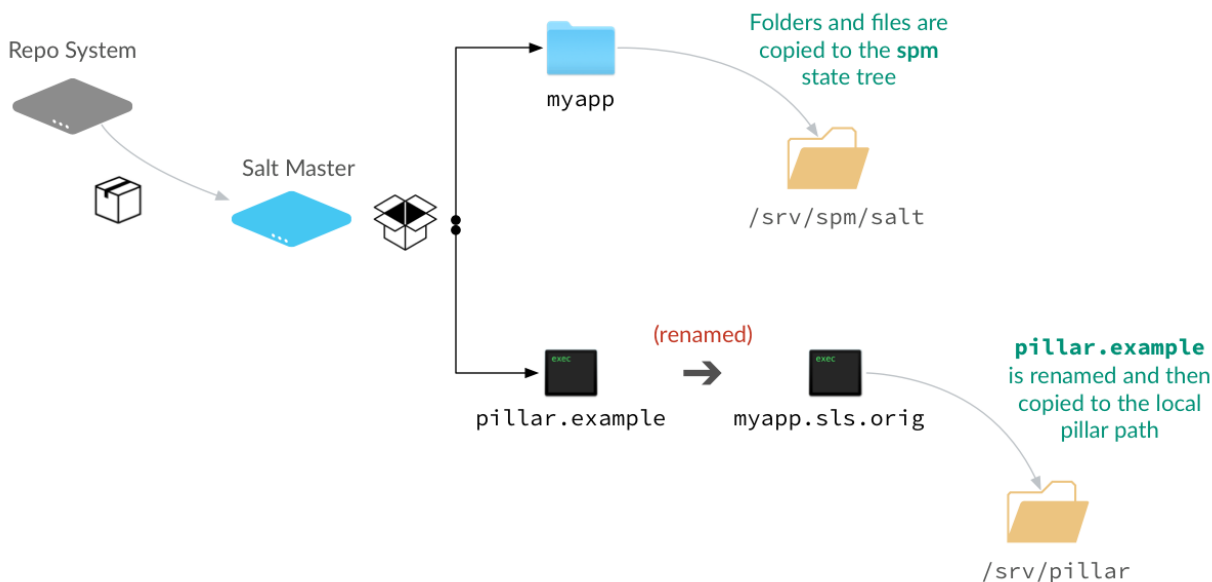 Repo System
Salt Master
myapp
Folders and files are
copied to the spm
state tree
/srv/spm/salt
exec
pillar.example
(renamed)
exec
myapp.sls.orig
pillar.example
is renamed and then
copied to the local
pillar path
/srv/pillar